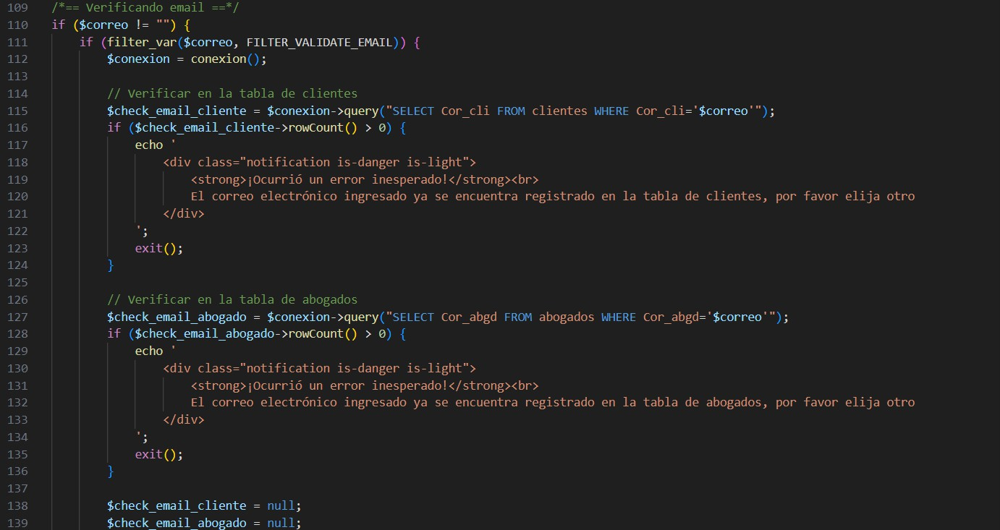 109 /*== Verificando email ==*/
110 if ($correo != "") {
111     if (filter_var($correo, FILTER_VALIDATE_EMAIL)) {
112         $conexion = conexion();
113
114         // Verificar en la tabla de clientes
115         $check_email_cliente = $conexion->query("SELECT Cor_cli FROM clientes WHERE Cor_cli='$correo'");
116         if ($check_email_cliente->rowCount() > 0) {
117             echo '
118                 <div class="notification is-danger is-light">
119                     <strong>¡Ocurrió un error inesperado!</strong><br>
120                     El correo electrónico ingresado ya se encuentra registrado en la tabla de clientes, por favor elija otro
121                 </div>
122             ';
123             exit();
124         }
125
126         // Verificar en la tabla de abogados
127         $check_email_abogado = $conexion->query("SELECT Cor_abgd FROM abogados WHERE Cor_abgd='$correo'");
128         if ($check_email_abogado->rowCount() > 0) {
129             echo '
130                 <div class="notification is-danger is-light">
131                     <strong>¡Ocurrió un error inesperado!</strong><br>
132                     El correo electrónico ingresado ya se encuentra registrado en la tabla de abogados, por favor elija otro
133                 </div>
134             ';
135             exit();
136         }
137
138         $check_email_cliente = null;
139         $check_email_abogado = null;